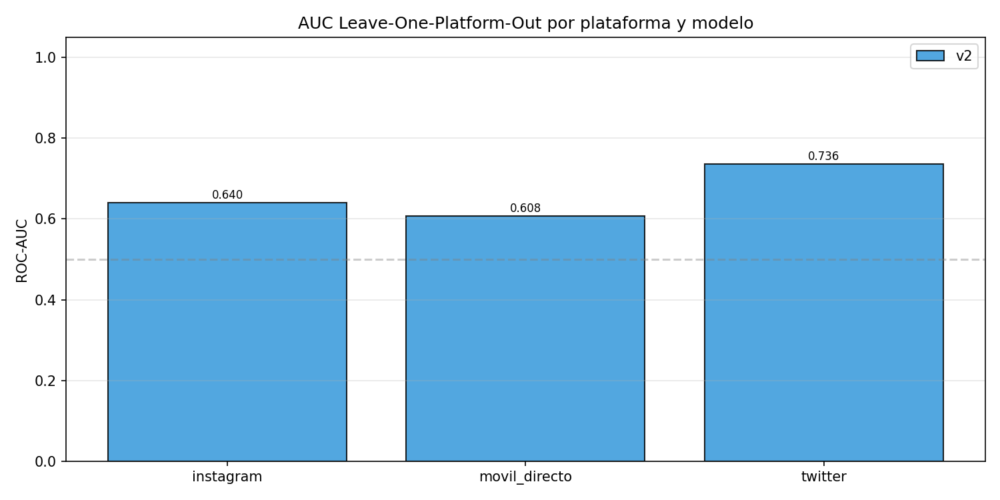 AUC Leave-One-Platform-Out por plataforma y modelo
v2
1.0
0.8
0.6
0.4
0.2
0.0
ROC-AUC
0.640
0.608
0.736
instagram
movil_directo
twitter